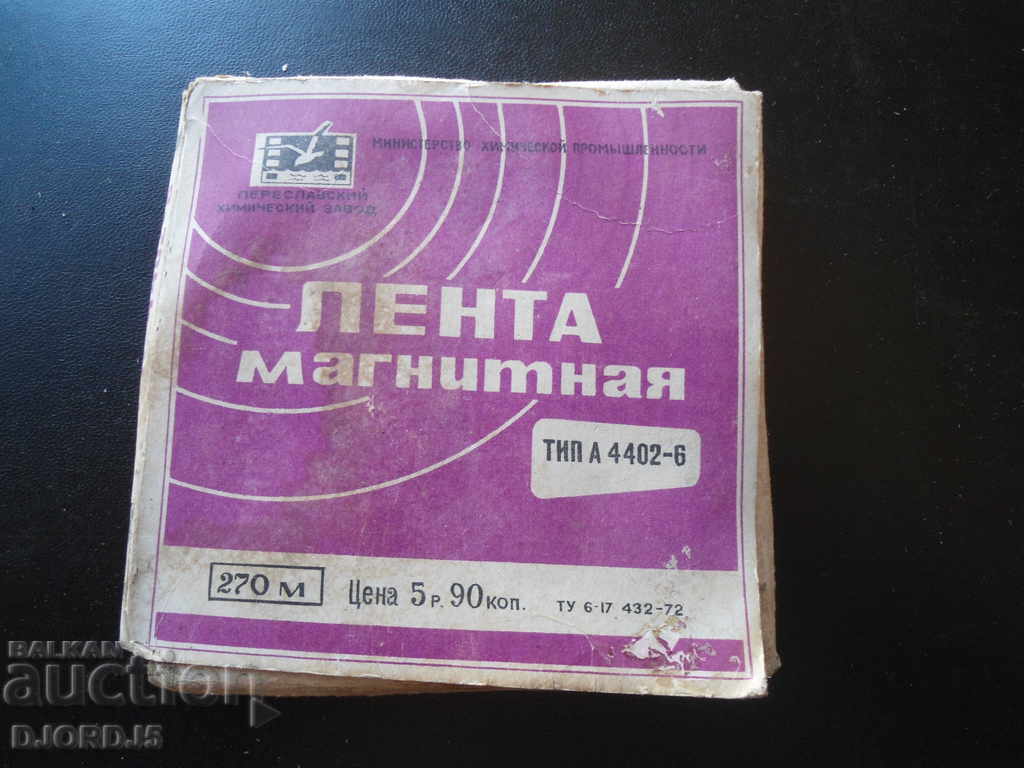 МИНИСТЕРСТВО ХИМИЧЕСКОЙ ПРОМЫШЛЕННОСТИ
ПЕРЕСЛАВСКИЙ
ХИМИЧЕСКИЙ ЗАВОД
ЛЕНТА
магнитная
ТИП А 4402-6
270 м
Цена 5 р. 90 коп.
ТУ 6-17 432-72
BALKAN
auction
DJORDJ5